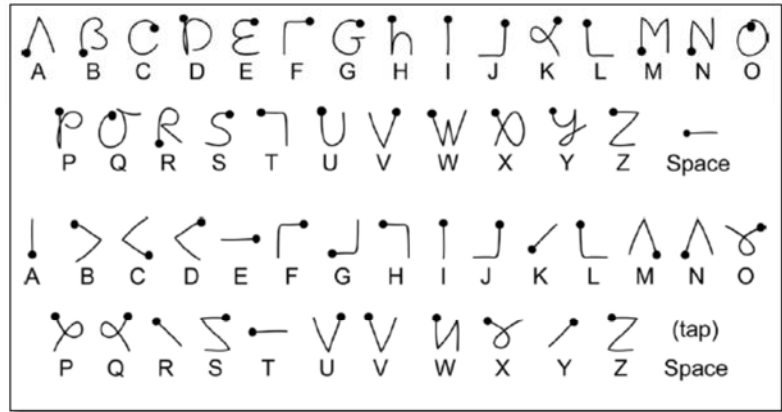 A B C D E F G H I J K L M N O
P Q R S T U V W X Y Z Space
A B C D E F G H I J K L M N O
(tap)
P Q R S T U V W X Y Z Space